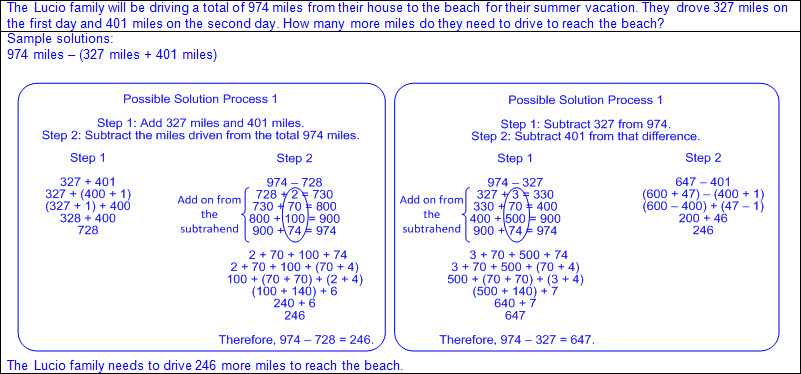 The Lucio family will be driving a total of 974 miles from their house to the beach for their summer vacation. They drove 327 miles on
the first day and 401 miles on the second day. How many more miles do they need to drive to reach the beach?
Sample solutions:
974 miles – (327 miles + 401 miles)
Possible Solution Process 1
Step 1: Add 327 miles and 401 miles.
Step 2: Subtract the miles driven from the total 974 miles.
Step 1
327 + 401
327 + (400 + 1)
(327 + 1) + 400
328 + 400
728
Step 2
974 – 728
Add on from
the
subtrahend
728 + 2 = 730
730 + 70 = 800
800 + 100 = 900
900 + 74 = 974
2 + 70 + 100 + 74
2 + 70 + 100 + (70 + 4)
100 + (70 + 70) + (2 + 4)
(100 + 140) + 6
240 + 6
246
Therefore, 974 – 728 = 246.
Possible Solution Process 1
Step 1: Subtract 327 from 974.
Step 2: Subtract 401 from that difference.
Step 1
974 – 327
Add on from
the
subtrahend
327 + 3 = 330
330 + 70 = 400
400 + 500 = 900
900 + 74 = 974
3 + 70 + 500 + 74
3 + 70 + 500 + (70 + 4)
500 + (70 + 70) + (3 + 4)
(500 + 140) + 7
640 + 7
647
Therefore, 974 – 327 = 647.
Step 2
647 – 401
(600 + 47) – (400 + 1)
(600 – 400) + (47 – 1)
200 + 46
246
The Lucio family needs to drive 246 more miles to reach the beach.